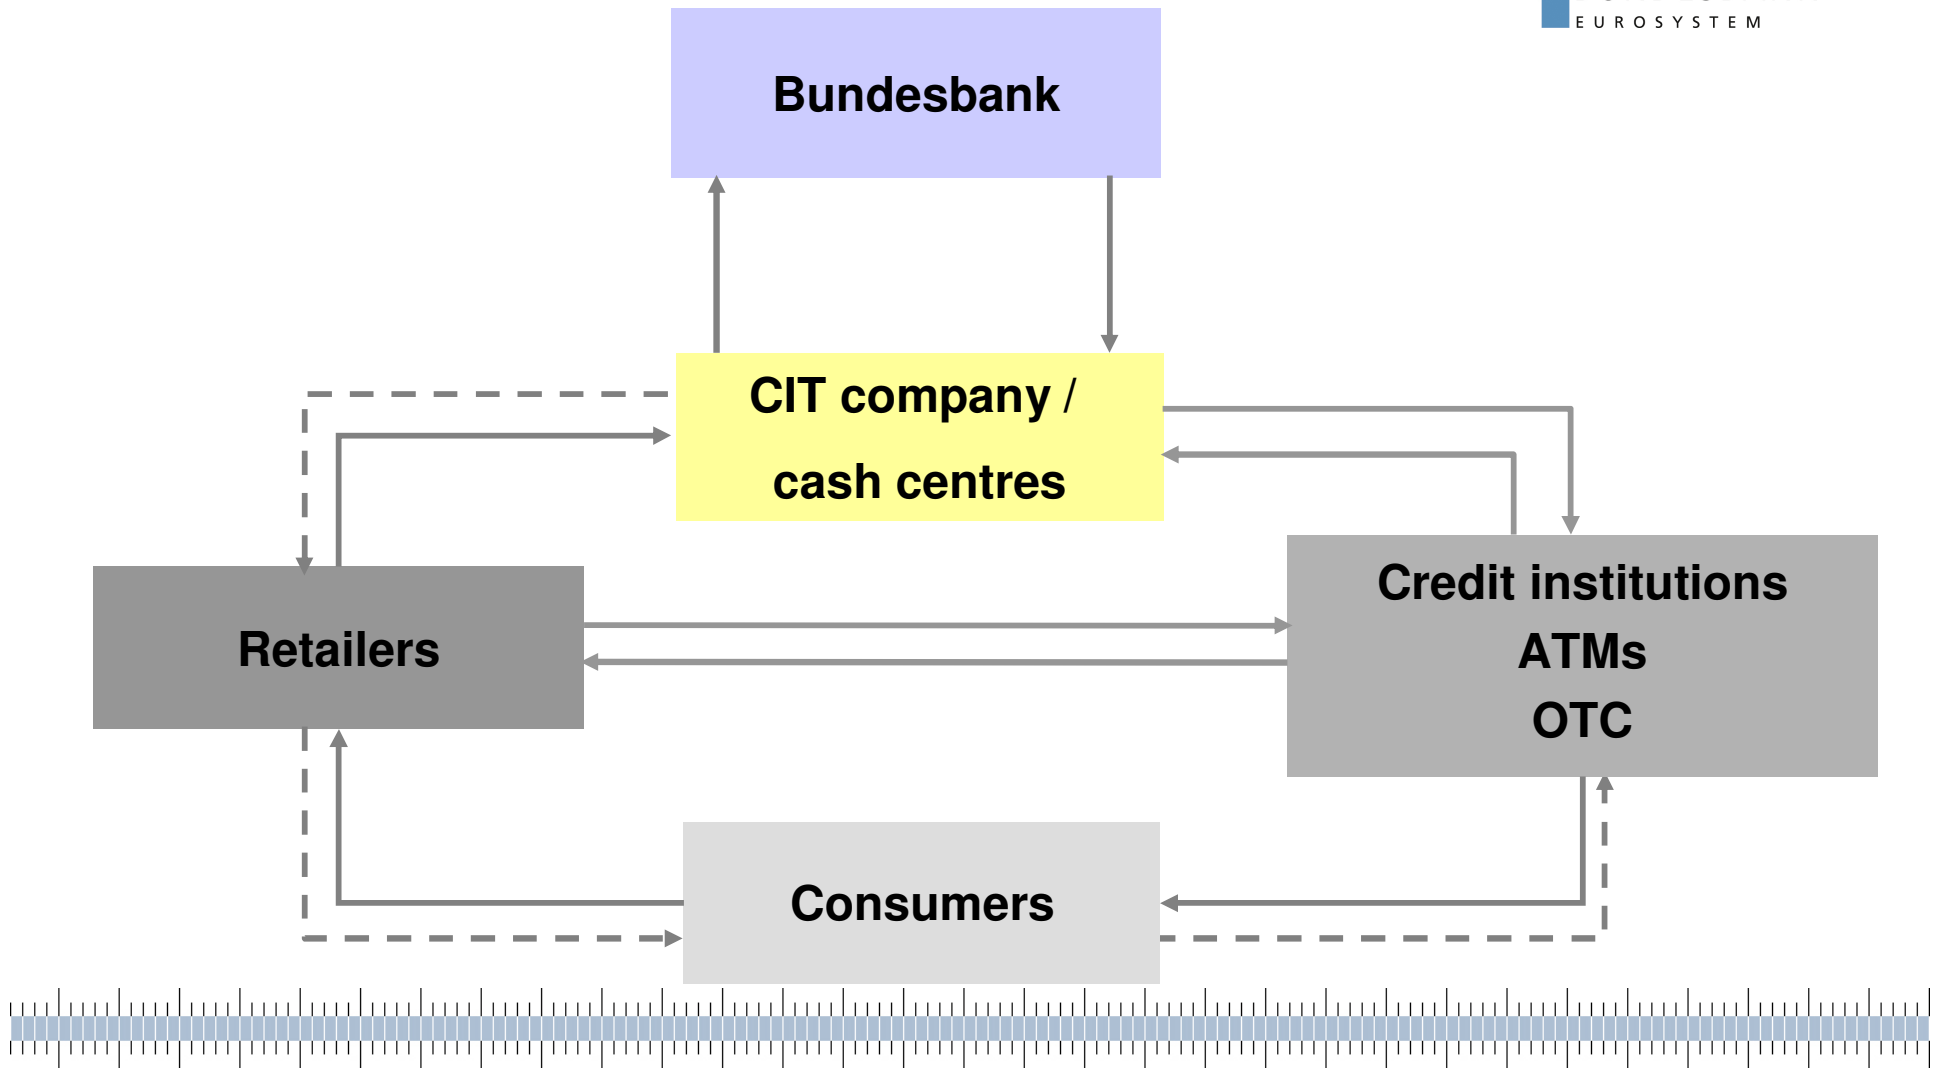 EUROSYSTEM
Bundesbank
CIT company /
cash centres
Credit institutions
ATMs
OTC
Retailers
Consumers